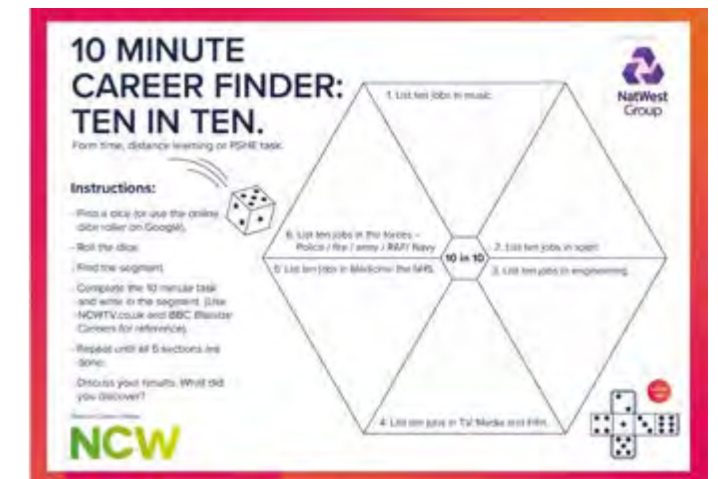 10 MINUTE
CAREER FINDER:
TEN IN TEN.
Form time, distance learning or PSHE task.
Instructions:
- Find a dice (or use the online
dice roller on Google).
- Roll the dice.
- Find the segment.
- Complete the 10 minute task
and write in the segment. (Use
NCWTV.co.uk and BBC Bitesize
Careers for reference).
- Repeat until all 6 sections are
done.
- Discuss your results. What did
you discover?
NCW
1. List ten jobs in music.
2. List ten jobs in sport.
3. List ten jobs in engineering.
4. List ten jobs in TV, Media and Film.
5. List ten jobs in Medicine/ the NHS.
6. List ten jobs in the forces –
Police / fire / army / RAF/ Navy
10 in 10
NatWest
Group